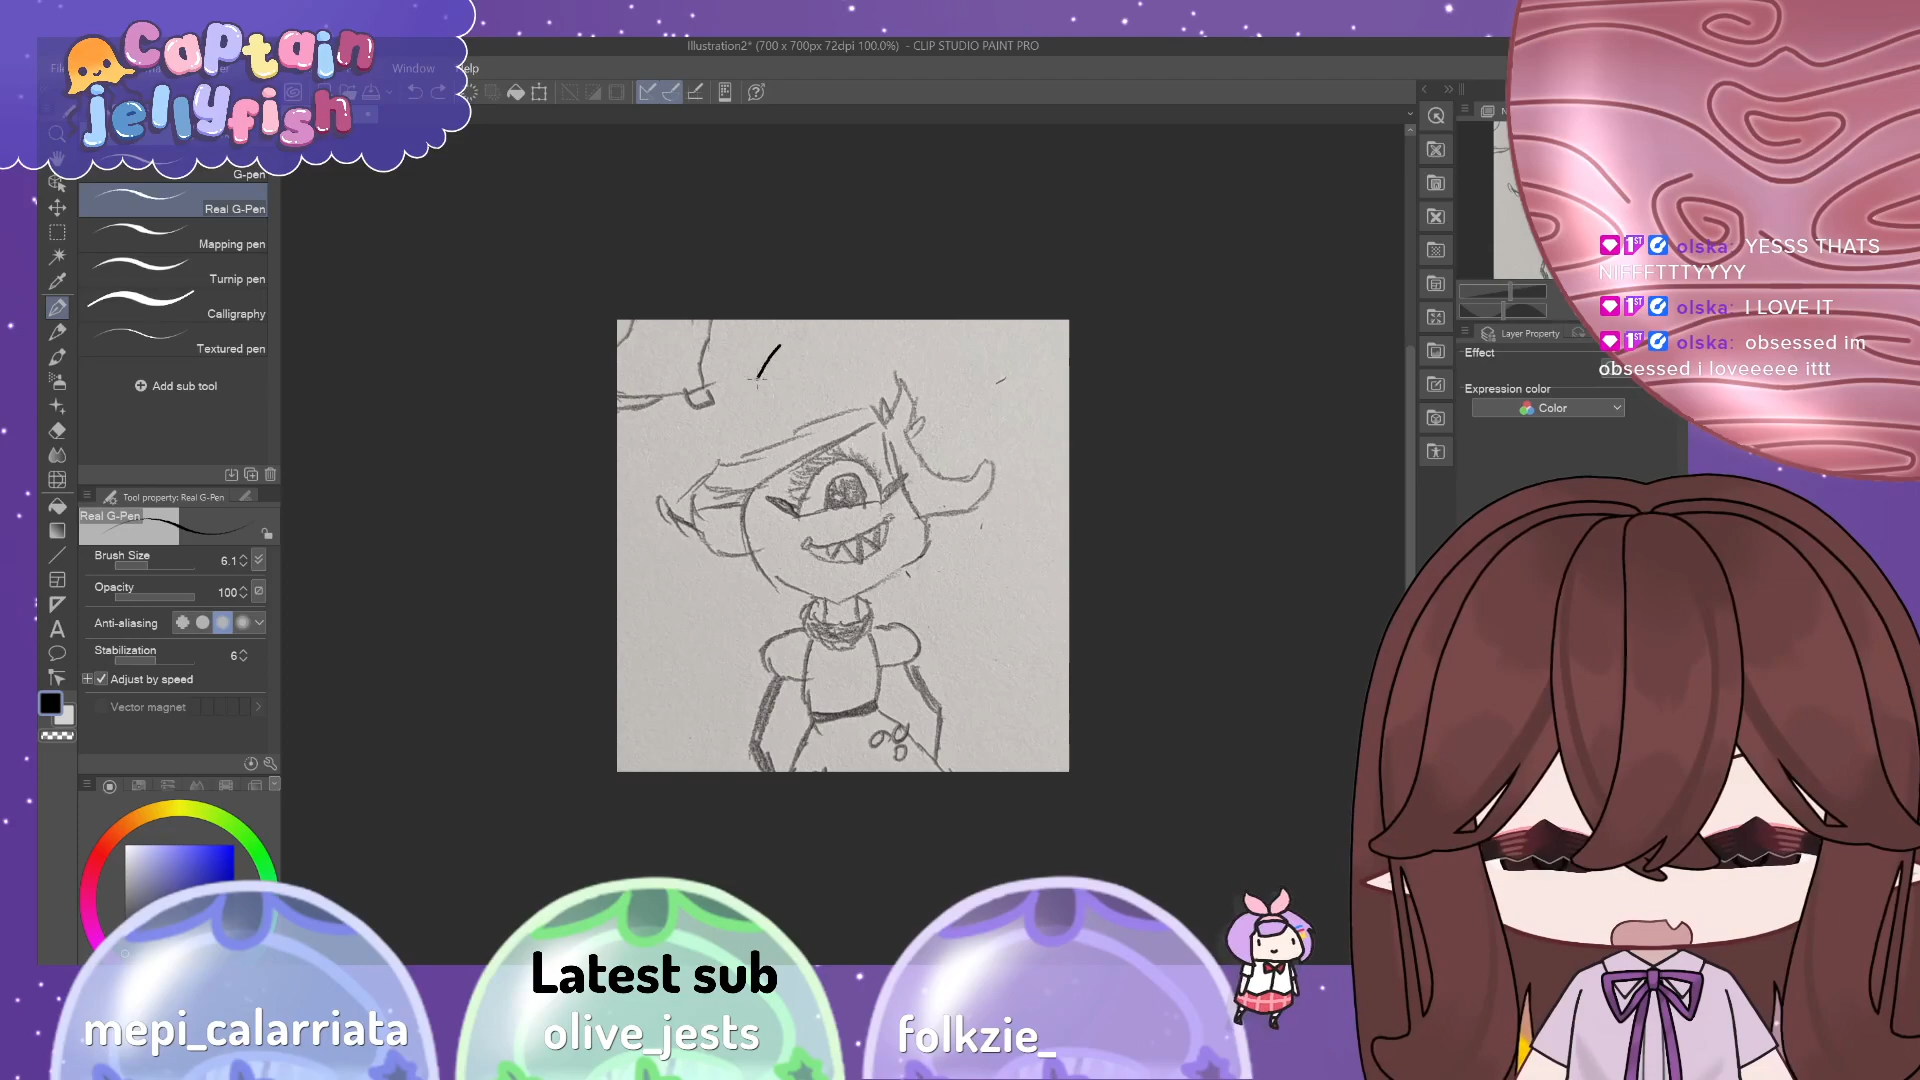 Captain
jellyfish
Illustration2* (700 x 700px 72dpi 100.0%) - CLIP STUDIO PAINT PRO
Window
Help
G-pen
Real G-Pen
Mapping pen
Turnip pen
Calligraphy
Textured pen
Add sub tool
Tool property: Real G-Pen
Real G-Pen
Brush Size 6.1
Opacity 100
Anti-aliasing
Stabilization 6
Adjust by speed
Vector magnet
Layer Property
Effect
Expression color
Color
olska: YESSS THATS
NIFFFTTTYYYY
olska: I LOVE IT
olska: obsessed im
obsessed i loveeeee ittt
Latest sub
mepi_calarriata
olive_jests
folkzie_